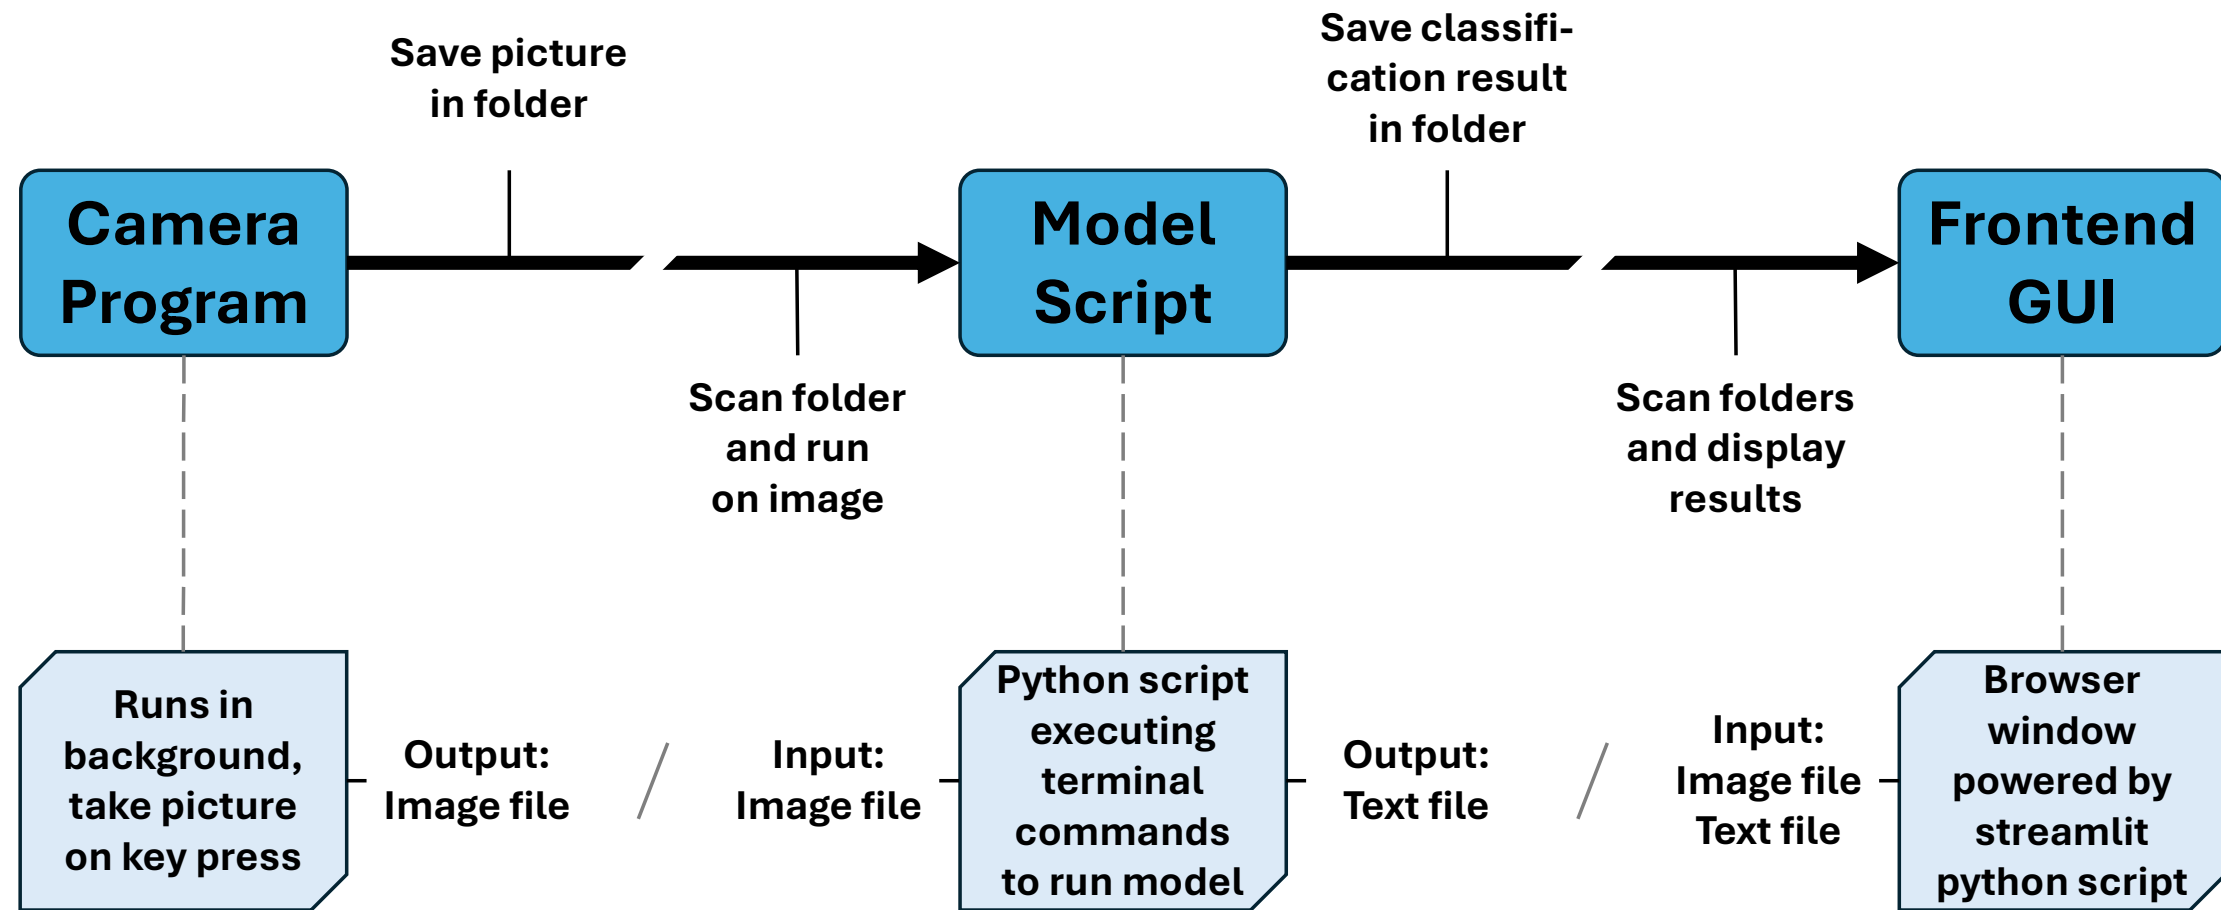 Save picture
in folder
Save classifi-
cation result
in folder
Camera
Program
Model
Script
Frontend
GUI
Scan folder
and run
on image
Scan folders
and display
results
Runs in
background,
take picture
on key press
Output:
Image file
Input:
Image file
Python script
executing
terminal
commands
to run model
Output:
Text file
Input:
Image file
Text file
Browser
window
powered by
streamlit
python script